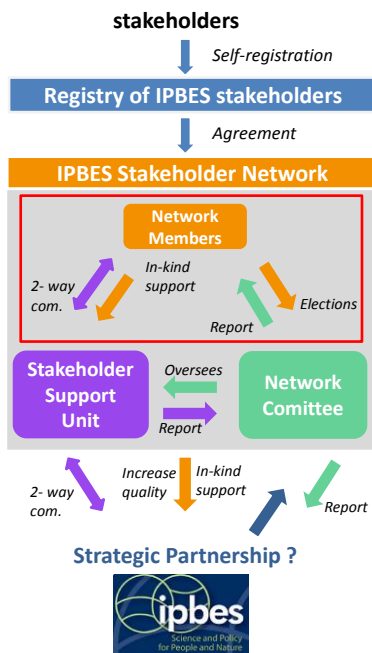 stakeholders
Self-registration
Registry of IPBES stakeholders
Agreement
IPBES Stakeholder Network
Network
Members
2- way
com.
In-kind
support
Report
Elections
Stakeholder
Support
Unit
Oversees
Report
Network
Comittee
2- way
com.
Increase
quality
In-kind
support
Report
Strategic Partnership ?
ipbes
Science and Policy
for People and Nature